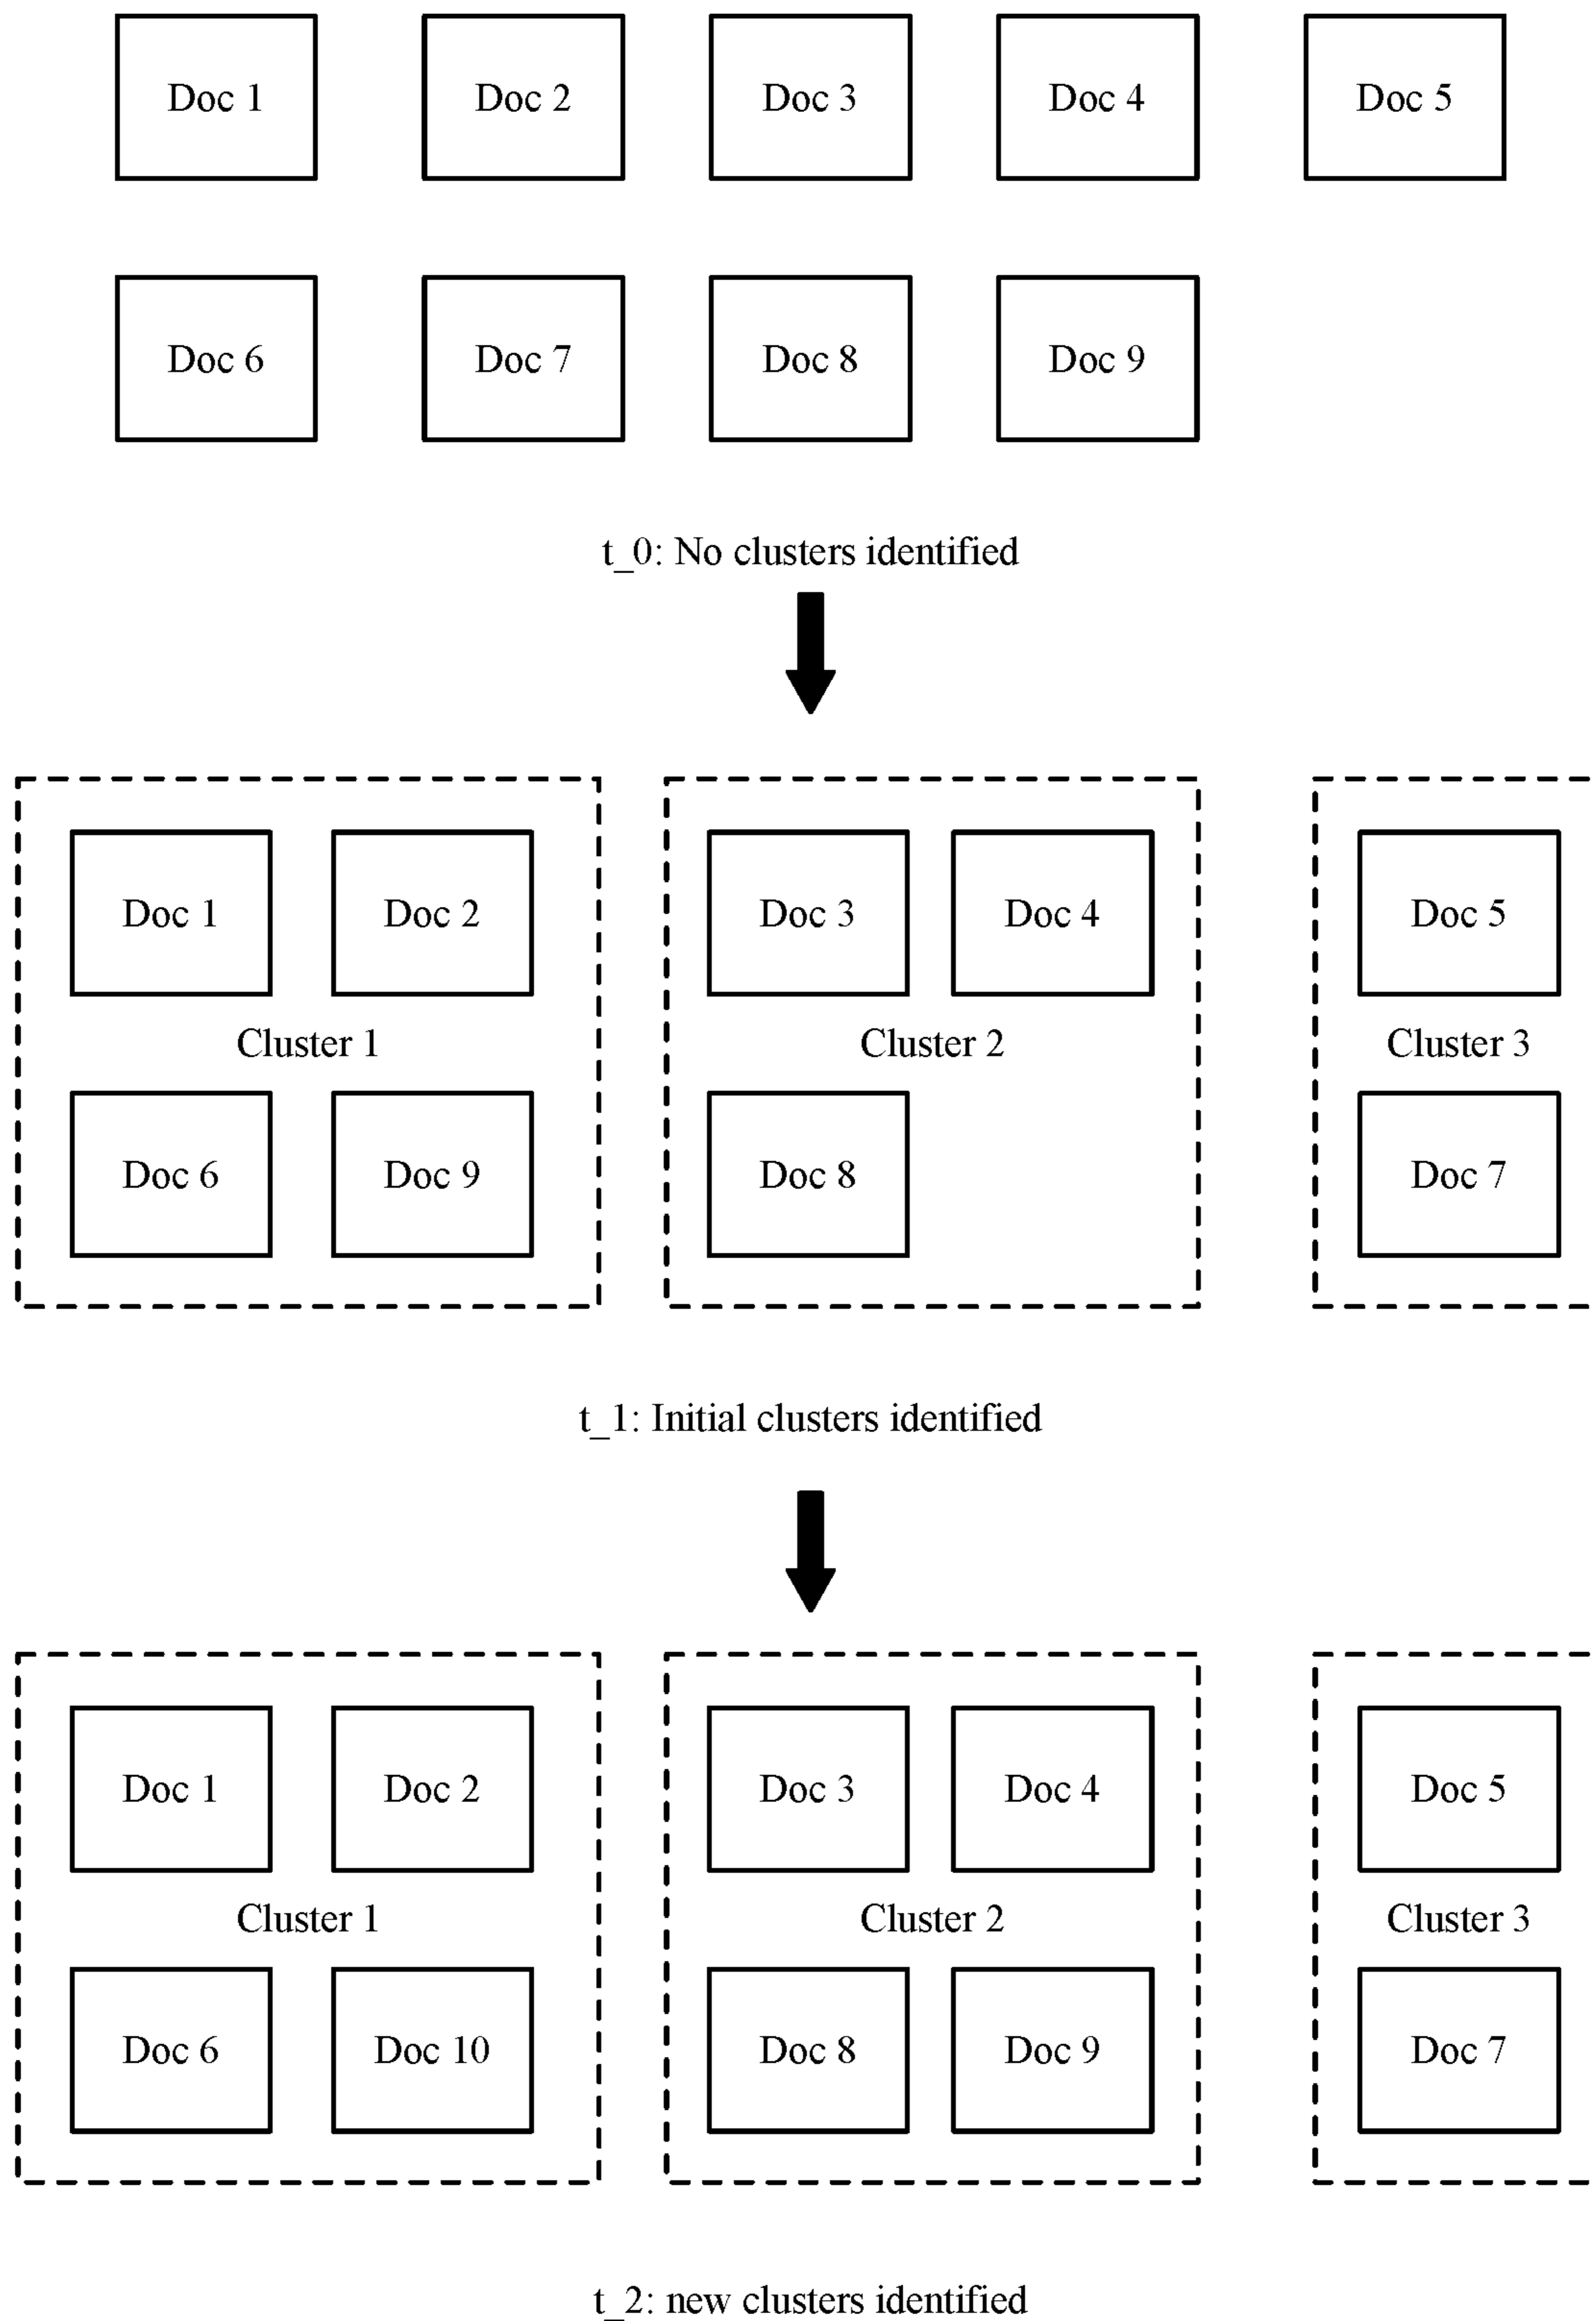 Doc 1 Doc 2 Doc 3 Doc 4 Doc 5
Doc 6 Doc 7 Doc 8 Doc 9
t_0: No clusters identified
Doc 1 Doc 2 Doc 3 Doc 4 Doc 5
Cluster 1 Cluster 2 Cluster 3
Doc 6 Doc 9 Doc 8 Doc 7
t_1: Initial clusters identified
Doc 1 Doc 2 Doc 3 Doc 4 Doc 5
Cluster 1 Cluster 2 Cluster 3
Doc 6 Doc 10 Doc 8 Doc 9 Doc 7
t_2: new clusters identified